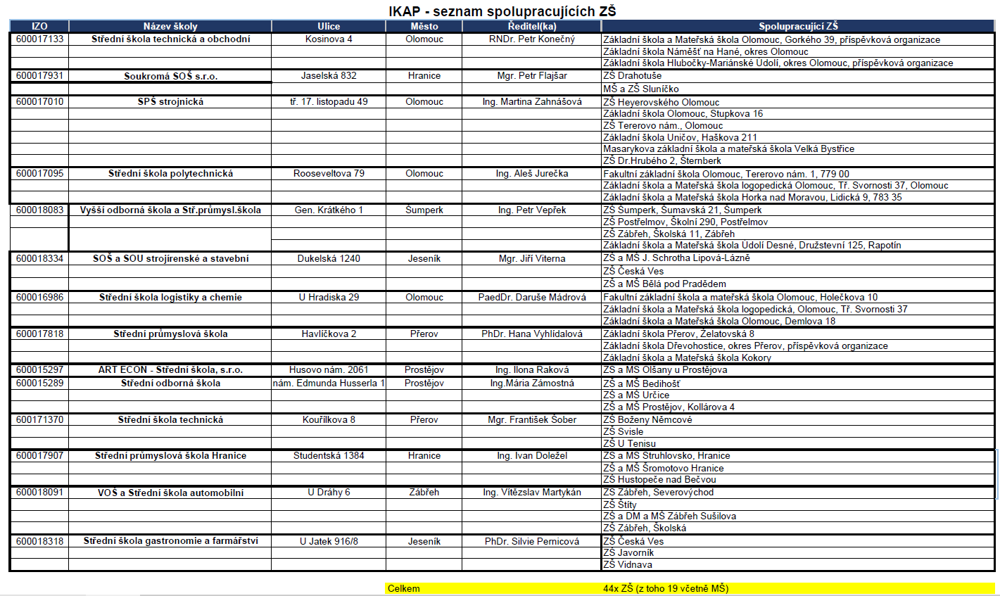 IKAP - seznam spolupracujících ZŠ
IZO Název školy Ulice Město Ředitel(ka) Spolupracující ZŠ
600017133 Střední škola technická a obchodní Kosinova 4 Olomouc RNDr. Petr Konečný Základní škola a Mateřská škola Olomouc, Gorkého 39, příspěvková organizace
Základní škola Náměšť na Hané, okres Olomouc
Základní škola Hlubočky-Mariánské Údolí, okres Olomouc, příspěvková organizace
600017931 Soukromá SOŠ s.r.o. Jaselská 832 Hranice Mgr. Petr Flajšar ZŠ Drahotuše
MŠ a ZŠ Sluníčko
600017010 SPŠ strojnická tř. 17. listopadu 49 Olomouc Ing. Martina Zahnášová ZŠ Heyerovského Olomouc
Základní škola Olomouc, Stupkova 16
ZŠ Tererovo nám., Olomouc
Základní škola Uničov, Haškova 211
Masarykova základní škola a mateřská škola Velká Bystřice
ZŠ Dr.Hrubého 2, Šternberk
600017095 Střední škola polytechnická Rooseveltova 79 Olomouc Ing. Aleš Jurečka Fakultní základní škola Olomouc, Tererovo nám. 1, 779 00
Základní škola a Mateřská škola logopedická Olomouc, Tř. Svornosti 37, Olomouc
Základní škola a Mateřská škola Horka nad Moravou, Lidická 9, 783 35
600018083 Vyšší odborná škola a Stř.průmysl.škola Gen. Krátkého 1 Šumperk Ing. Petr Vepřek ZŠ Šumperk, Šumavská 21, Šumperk
ZŠ Postřelmov, Školní 290, Postřelmov
ZŠ Zábřeh, Školská 11, Zábřeh
Základní škola a Mateřská škola Údolí Desné, Družstevní 125, Rapotín
600018334 SOŠ a SOU strojírenské a stavební Dukelská 1240 Jeseník Mgr. Jiří Viterna ZŠ a MŠ J. Schrotha Lipová-Lázně
ZŠ Česká Ves
ZŠ a MŠ Bělá pod Pradědem
600016986 Střední škola logistiky a chemie U Hradiska 29 Olomouc PaedDr. Daruše Mádrová Fakultní základní škola a mateřská škola Olomouc, Holečkova 10
Základní škola a Mateřská škola logopedická, Olomouc, Tř. Svornosti 37
Základní škola a Mateřská škola Olomouc, Demlova 18
600017818 Střední průmyslová škola Havlíčkova 2 Přerov PhDr. Hana Vyhlídalová Základní škola Přerov, Želatovská 8
Základní škola Dřevohostice, okres Přerov, příspěvková organizace
Základní škola a Mateřská škola Kokory
600015297 ART ECON - Střední škola, s.r.o. Husovo nám. 2061 Prostějov Ing. Ilona Raková ZŠ a MŠ Olšany u Prostějova
600015289 Střední odborná škola nám. Edmunda Husserla 1 Prostějov Ing.Mária Zámostná ZŠ a MŠ Bedihošť
ZŠ a MŠ Určice
ZŠ a MŠ Prostějov, Kollárova 4
600171370 Střední škola technická Kouřílkova 8 Přerov Mgr. František Šober ZŠ Boženy Němcové
ZŠ Svisle
ZŠ U Tenisu
600017907 Střední průmyslová škola Hranice Studentská 1384 Hranice Ing. Ivan Doležel ZŠ a MŠ Struhlovsko, Hranice
ZŠ a MŠ Šromotovo Hranice
ZŠ Hustopeče nad Bečvou
600018091 VOŠ a Střední škola automobilní U Dráhy 6 Zábřeh Ing. Vítězslav Martykán ZŠ Zábřeh, Severovýchod
ZŠ Štíty
ZŠ a DM a MŠ Zábřeh Sušilova
ZŠ Zábřeh, Školská
600018318 Střední škola gastronomie a farmářství U Jatek 916/8 Jeseník PhDr. Silvie Pernicová ZŠ Česká Ves
ZŠ Javorník
ZŠ Vidnava
Celkem 44x ZŠ (z toho 19 včetně MŠ)